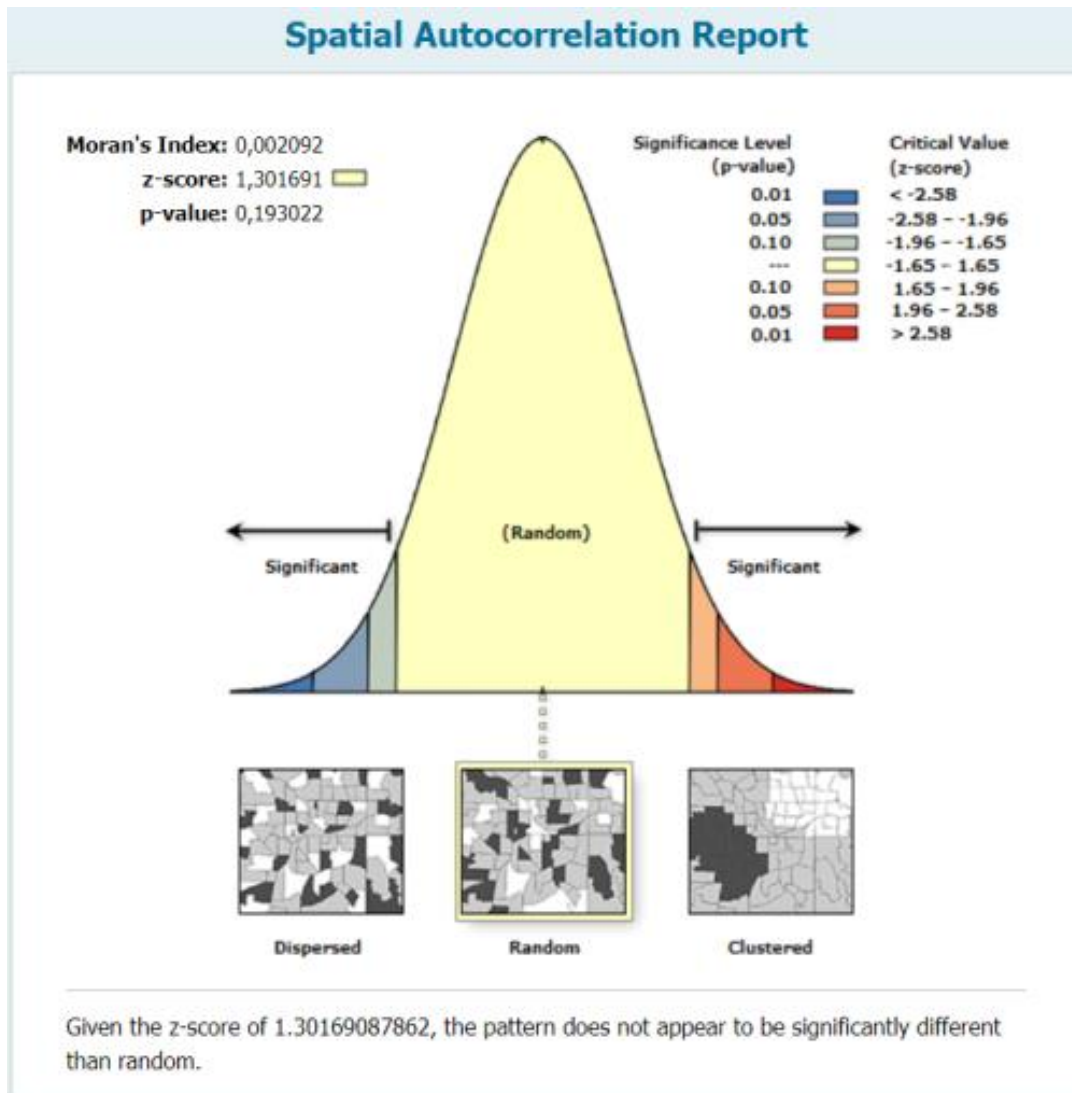 Spatial Autocorrelation Report
Moran's Index: 0,002092
z-score: 1,301691
p-value: 0,193022
Significance Level
(p-value)
Critical Value
(z-score)
0.01 < -2.58
0.05 -2.58 – -1.96
0.10 -1.96 – -1.65
--- -1.65 – 1.65
0.10 1.65 – 1.96
0.05 1.96 – 2.58
0.01 > 2.58
(Random)
Significant
Significant
Dispersed
Random
Clustered
Given the z-score of 1.30169087862, the pattern does not appear to be significantly different
than random.